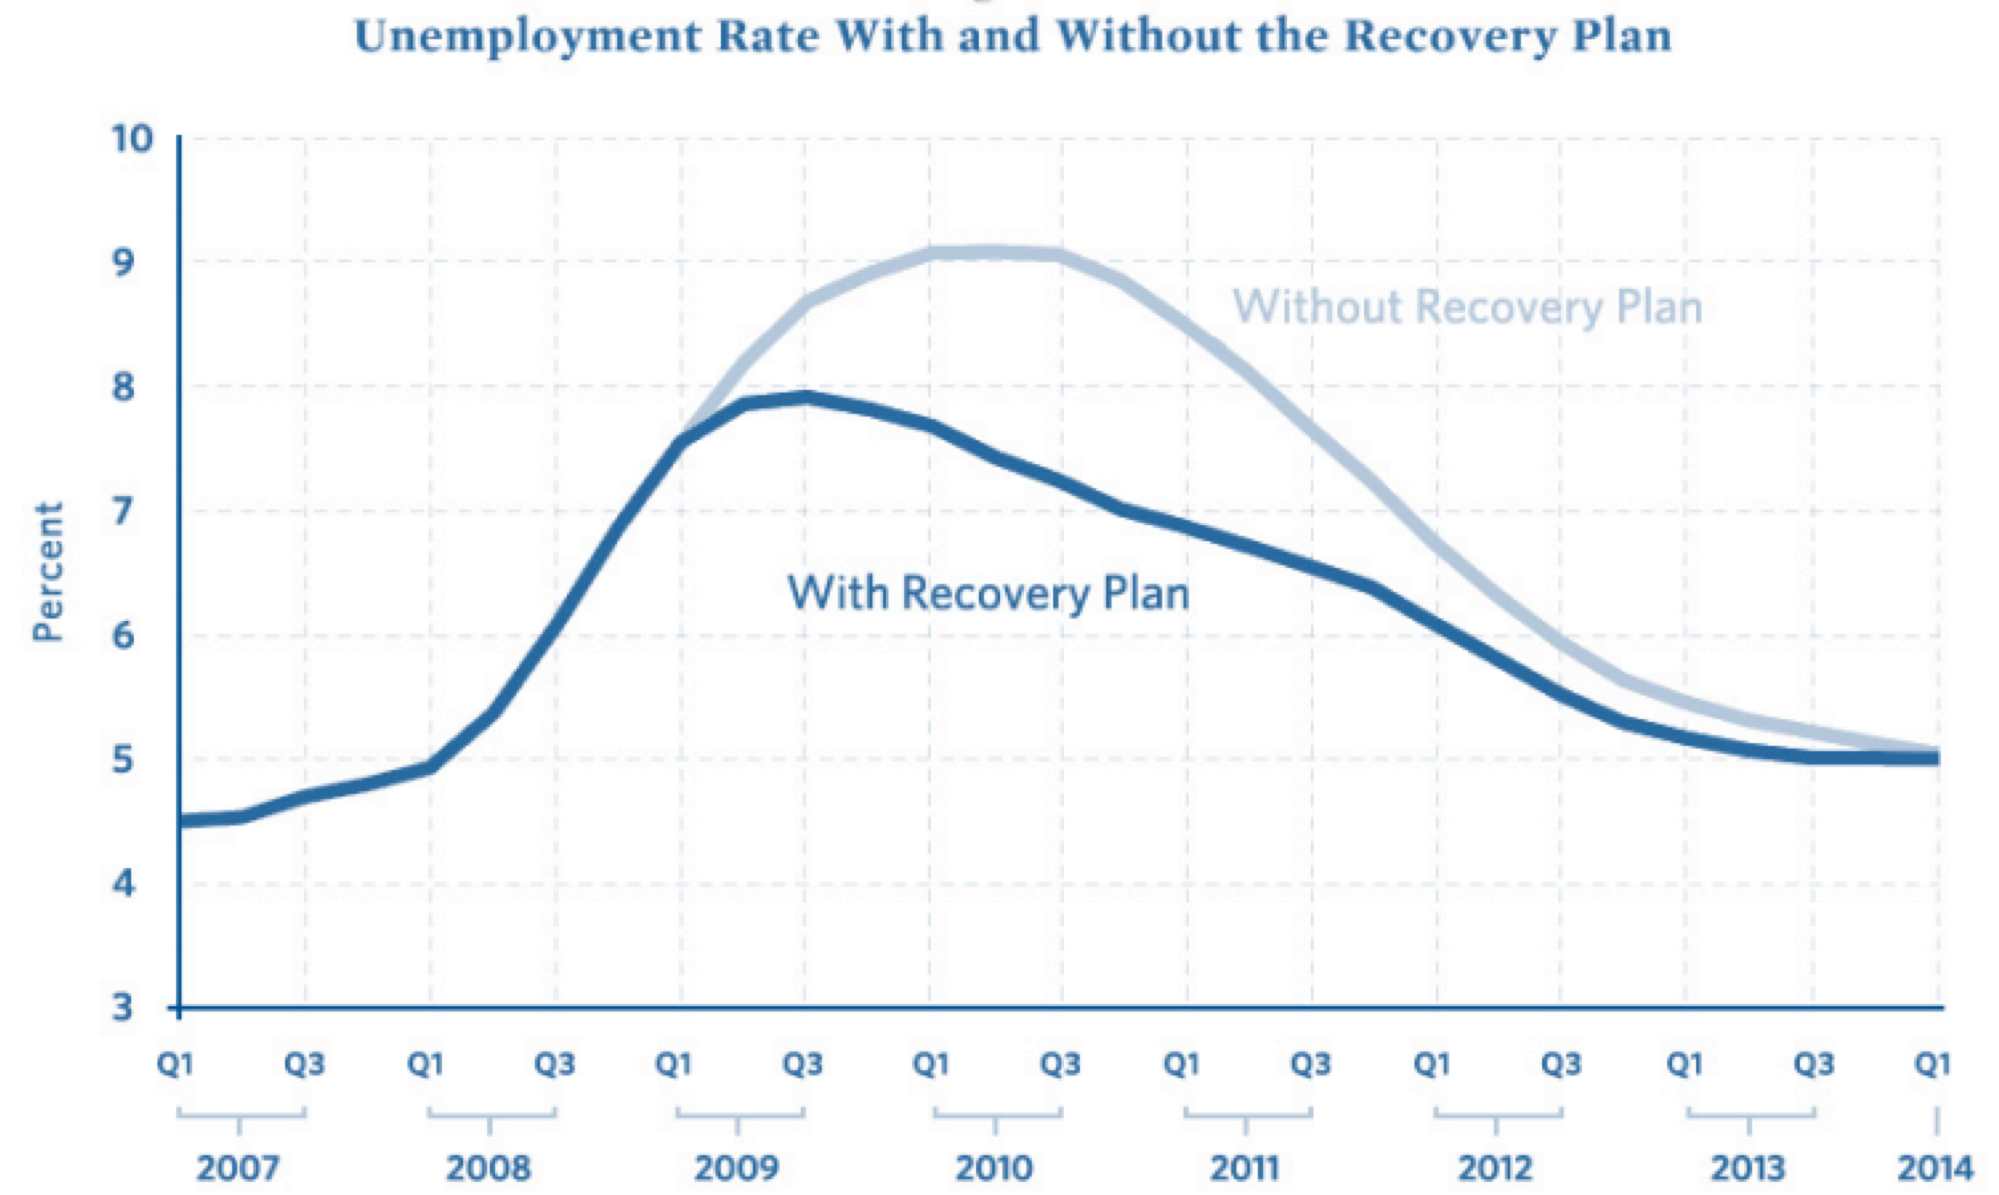 Unemployment Rate With and Without the Recovery Plan
10
9
8
7
6
5
4
3
Percent
Without Recovery Plan
With Recovery Plan
Q1 Q3 Q1 Q3 Q1 Q3 Q1 Q3 Q1 Q3 Q1 Q3 Q1 Q3 Q1
2007 2008 2009 2010 2011 2012 2013 2014